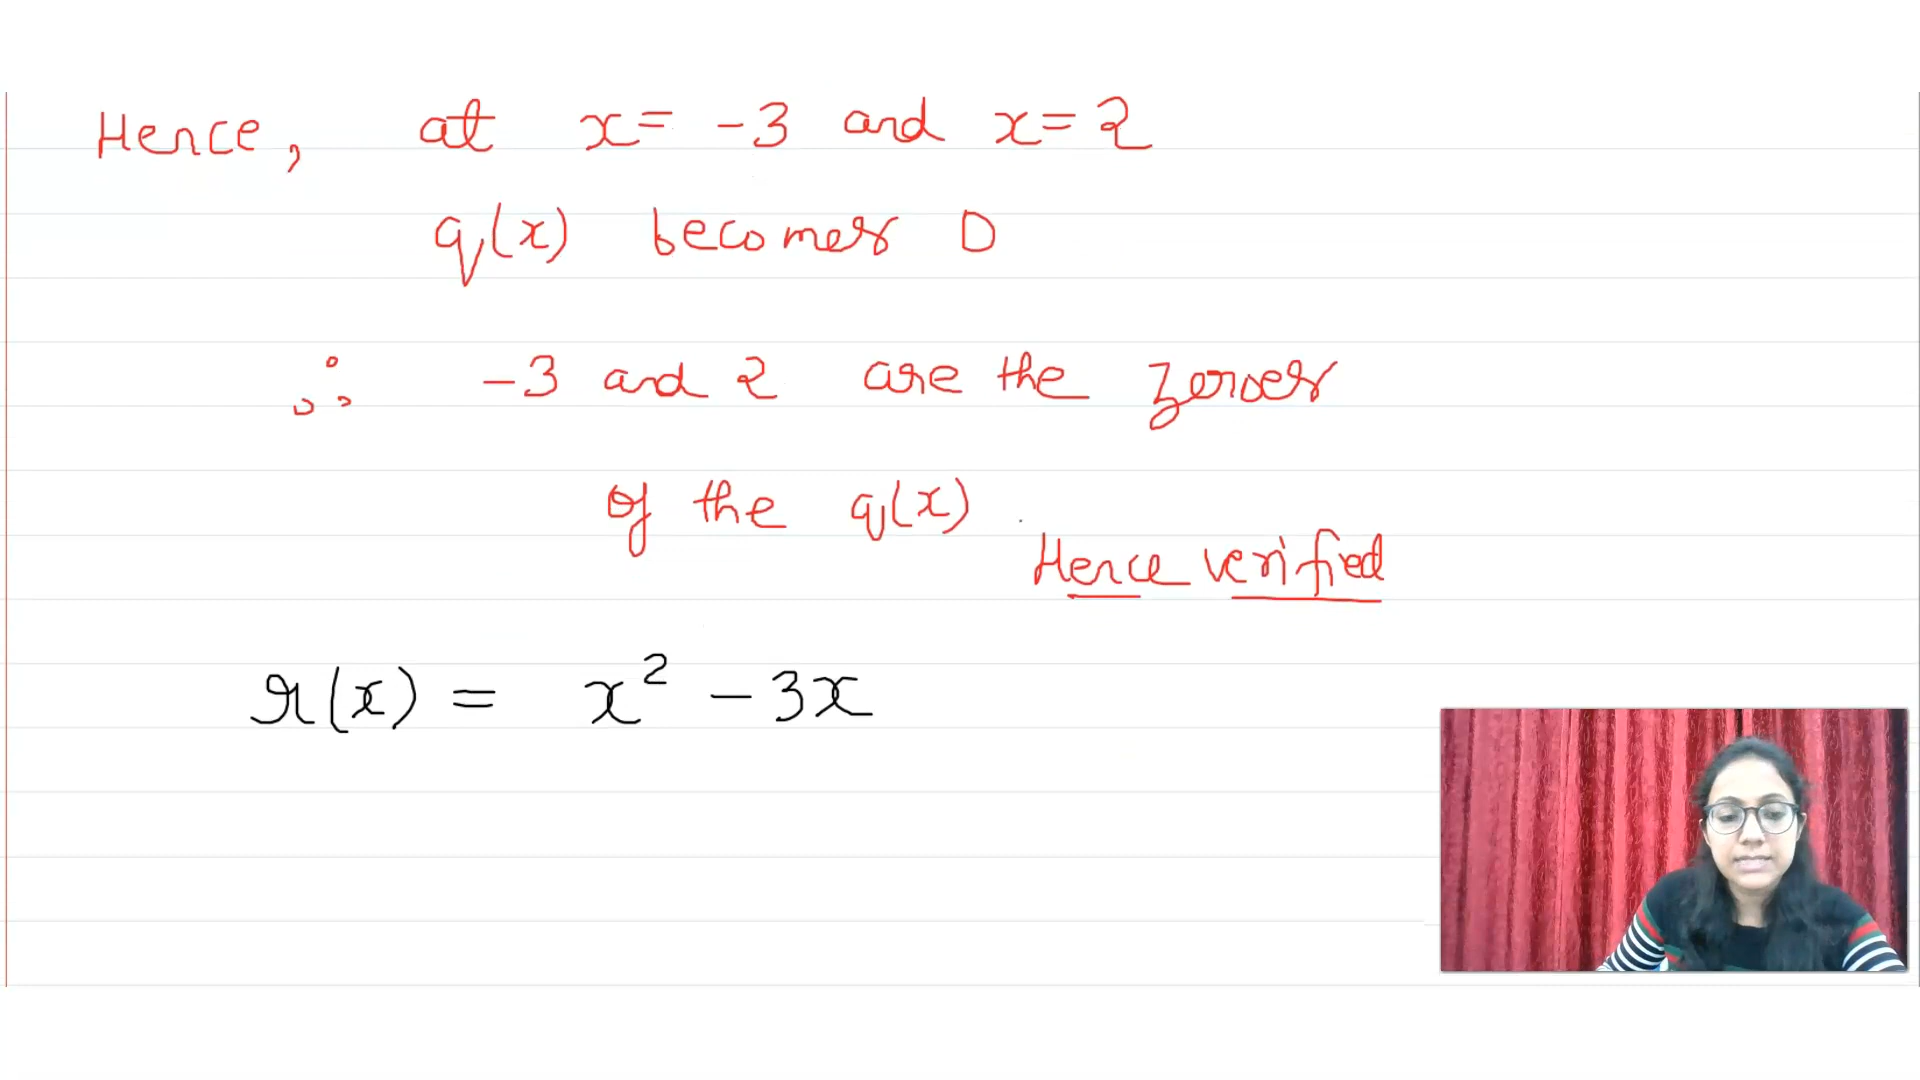 Hence, at x = -3 and x = 2
q(x) becomes 0
∴ -3 and 2 are the zeroes
of the q(x)
Hence verified
r(x) = x² - 3x